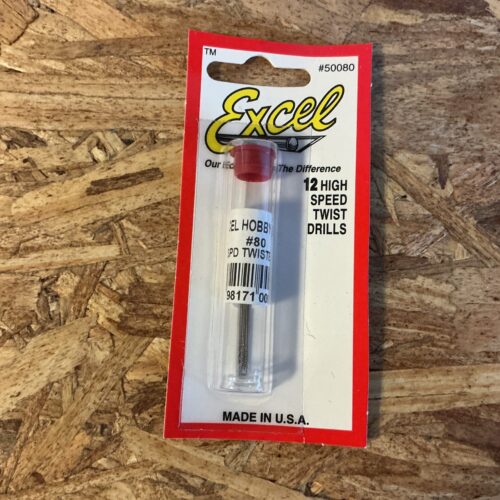 TM
#50080
Excel
Our The Difference
12 HIGH
SPEED
TWIST
DRILLS
CEL HOBBY
#80
SPD TWIST
98171 00
MADE IN U.S.A.